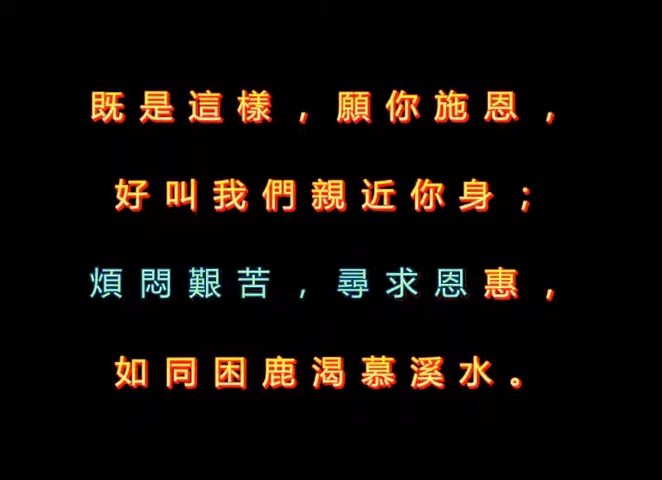 既是這樣，願你施恩，
好叫我們親近你身；
煩悶艱苦，尋求恩惠，
如同困鹿渴慕溪水。